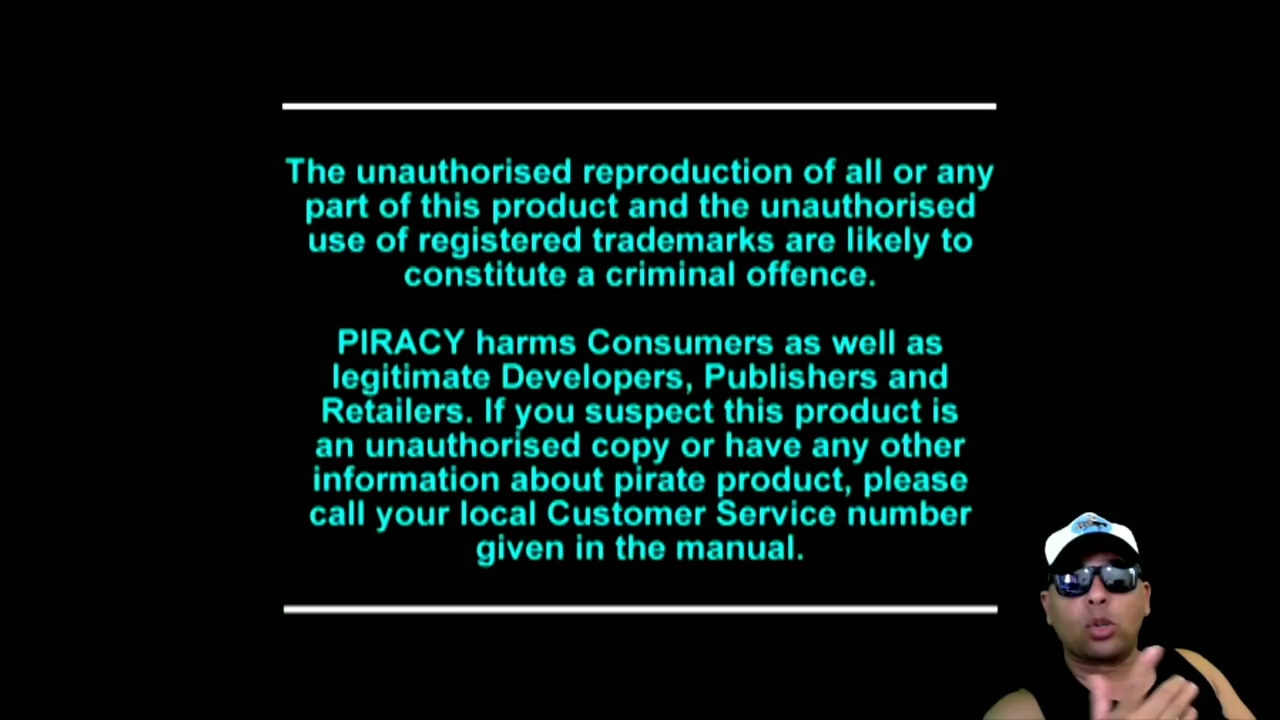 The unauthorised reproduction of all or any
part of this product and the unauthorised
use of registered trademarks are likely to
constitute a criminal offence.
PIRACY harms Consumers as well as
legitimate Developers, Publishers and
Retailers. If you suspect this product is
an unauthorised copy or have any other
information about pirate product, please
call your local Customer Service number
given in the manual.